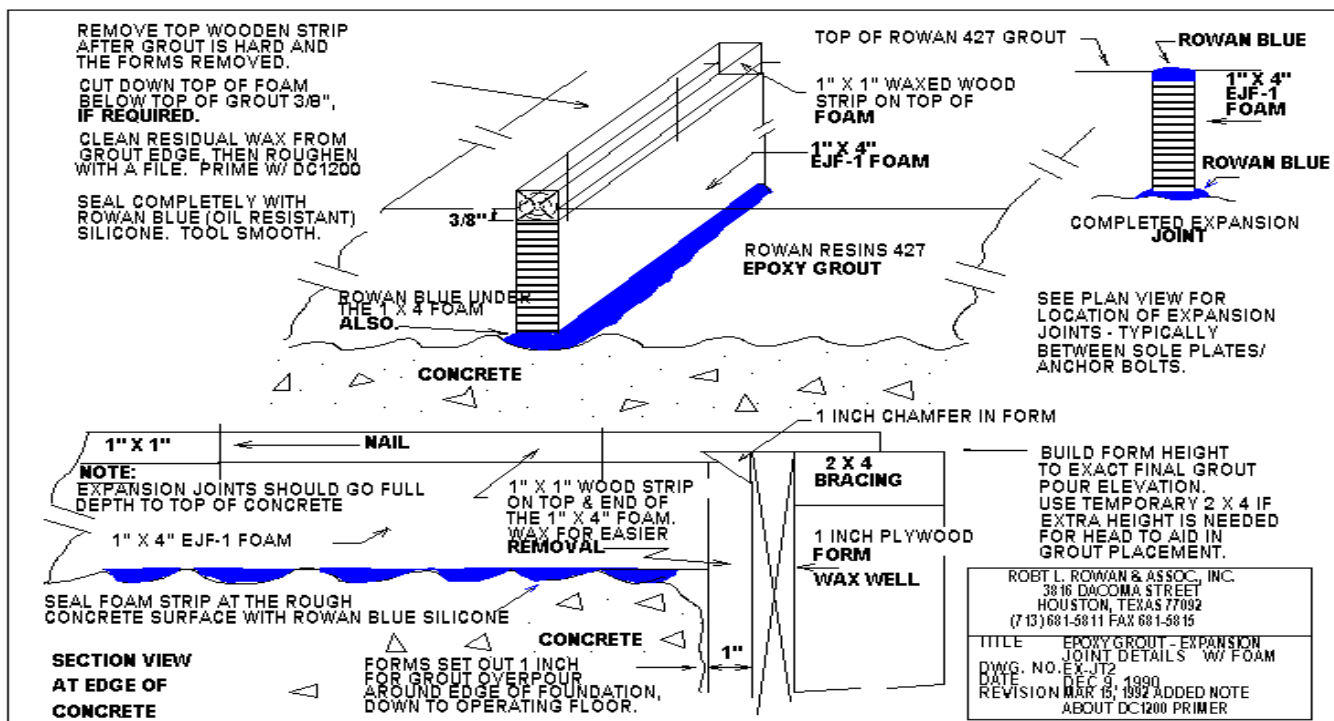 REMOVE TOP WOODEN STRIP
AFTER GROUT IS HARD AND
THE FORMS REMOVED.
CUT DOWN TOP OF FOAM
BELOW TOP OF GROUT 3/8",
IF REQUIRED.
CLEAN RESIDUAL WAX FROM
GROUT EDGE, THEN ROUGHEN
WITH A FILE. PRIME W/ DC1200
SEAL COMPLETELY WITH
ROWAN BLUE (OIL RESISTANT)
SILICONE. TOOL SMOOTH.
1" X 1" WAXED WOOD
STRIP ON TOP OF
FOAM
1" X 4"
EJF-1 FOAM
3/8"
ROWAN RESINS 427
EPOXY GROUT
ROWAN BLUE UNDER
THE 1 X 4 FOAM
ALSO.
CONCRETE
TOP OF ROWAN 427 GROUT
ROWAN BLUE
1" X 4"
EJF-1
FOAM
ROWAN BLUE
COMPLETED EXPANSION
JOINT
SEE PLAN VIEW FOR
LOCATION OF EXPANSION
JOINTS - TYPICALLY
BETWEEN SOLE PLATES/
ANCHOR BOLTS.
1" X 1"
NAIL
NOTE:
EXPANSION JOINTS SHOULD GO FULL
DEPTH TO TOP OF CONCRETE
1" X 4" EJF-1 FOAM
1" X 1" WOOD STRIP
ON TOP & END OF
THE 1" X 4" FOAM.
WAX FOR EASIER
REMOVAL
1 INCH CHAMFER IN FORM
2 X 4
BRACING
1 INCH PLYWOOD
FORM
WAX WELL
BUILD FORM HEIGHT
TO EXACT FINAL GROUT
POUR ELEVATION.
USE TEMPORARY 2 X 4 IF
EXTRA HEIGHT IS NEEDED
FOR HEAD TO AID IN
GROUT PLACEMENT.
SEAL FOAM STRIP AT THE ROUGH
CONCRETE SURFACE WITH ROWAN BLUE SILICONE
CONCRETE
1"
SECTION VIEW
AT EDGE OF
CONCRETE
FORMS SET OUT 1 INCH
FOR GROUT OVERPOUR
AROUND EDGE OF FOUNDATION,
DOWN TO OPERATING FLOOR.
ROBT L. ROWAN & ASSOC, INC.
3816 DACOMA STREET
HOUSTON, TEXAS 77092
(713) 681-5811 FAX 681-5815
TITLE EPOXY GROUT - EXPANSION
JOINT DETAILS W/ FOAM
DWG. NO. EX-JT2
DATE DEC 9, 1990
REVISION MAR 15, 1992 ADDED NOTE
ABOUT DC1200 PRIMER